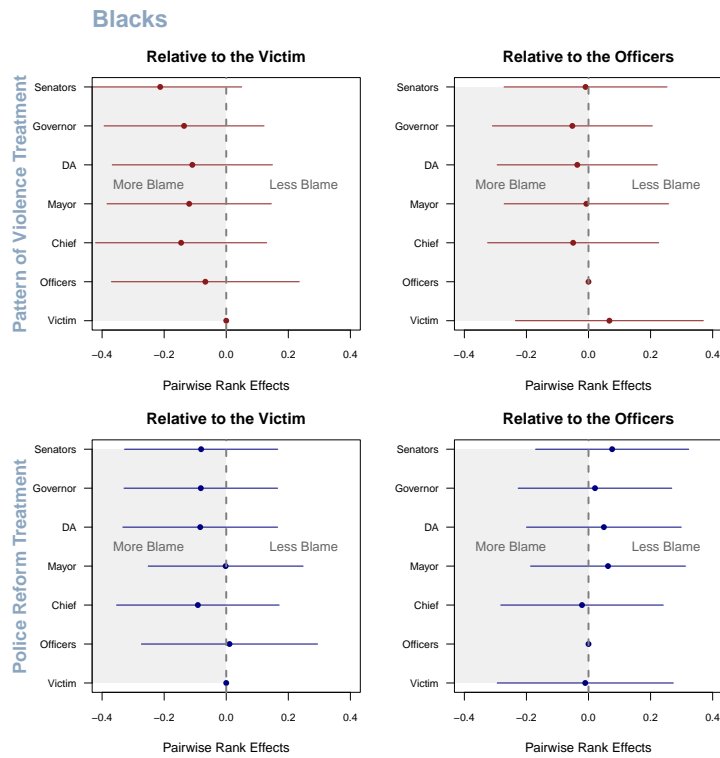 Blacks
Pattern of Violence Treatment
Relative to the Victim
Senators
Governor
DA
More Blame Less Blame
Mayor
Chief
Officers
Victim
−0.4 −0.2 0.0 0.2 0.4
Pairwise Rank Effects
Relative to the Officers
Senators
Governor
DA
More Blame Less Blame
Mayor
Chief
Officers
Victim
−0.4 −0.2 0.0 0.2 0.4
Pairwise Rank Effects
Police Reform Treatment
Relative to the Victim
Senators
Governor
DA
More Blame Less Blame
Mayor
Chief
Officers
Victim
−0.4 −0.2 0.0 0.2 0.4
Pairwise Rank Effects
Relative to the Officers
Senators
Governor
DA
More Blame Less Blame
Mayor
Chief
Officers
Victim
−0.4 −0.2 0.0 0.2 0.4
Pairwise Rank Effects